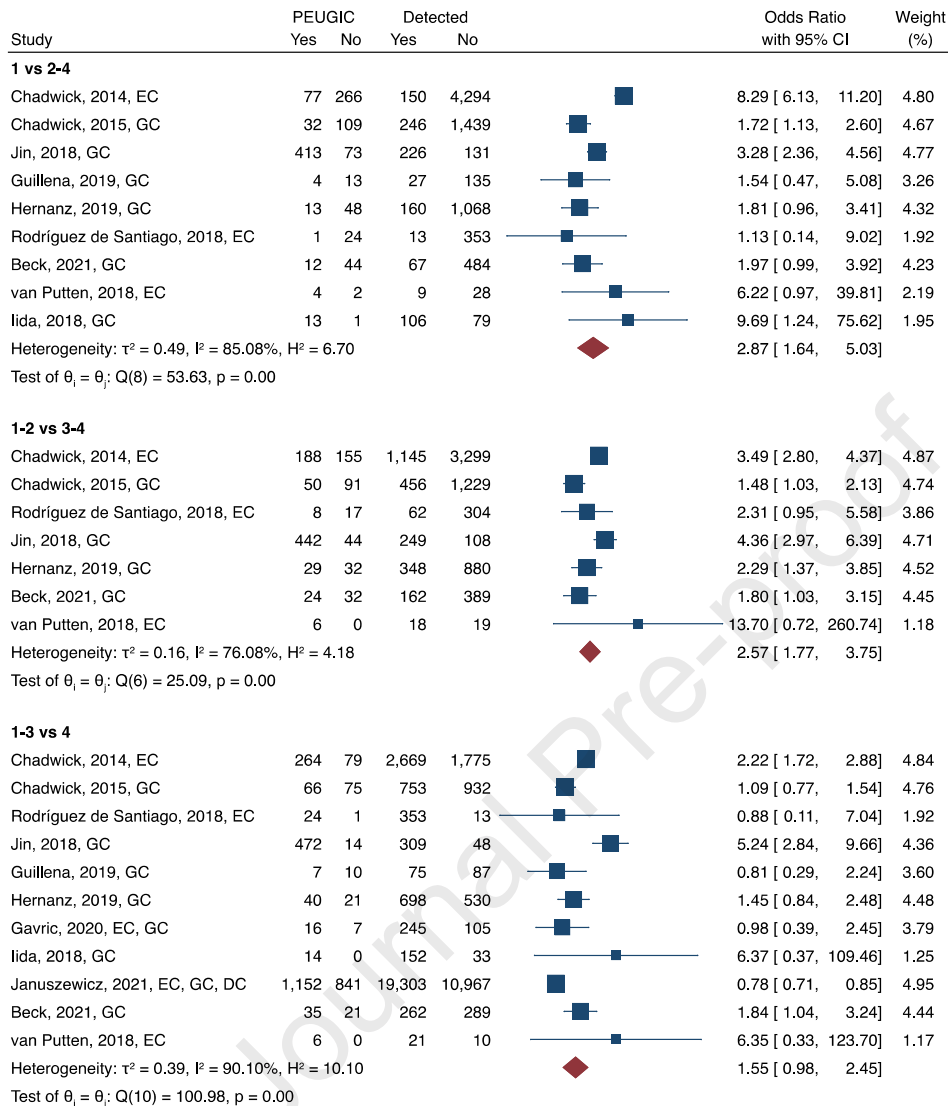 PEUGIC Detected Odds Ratio Weight
Study Yes No Yes No with 95% CI (%)
1 vs 2-4
Chadwick, 2014, EC 77 266 150 4,294 8.29 [ 6.13, 11.20] 4.80
Chadwick, 2015, GC 32 109 246 1,439 1.72 [ 1.13, 2.60] 4.67
Jin, 2018, GC 413 73 226 131 3.28 [ 2.36, 4.56] 4.77
Guillena, 2019, GC 4 13 27 135 1.54 [ 0.47, 5.08] 3.26
Hernanz, 2019, GC 13 48 160 1,068 1.81 [ 0.96, 3.41] 4.32
Rodríguez de Santiago, 2018, EC 1 24 13 353 1.13 [ 0.14, 9.02] 1.92
Beck, 2021, GC 12 44 67 484 1.97 [ 0.99, 3.92] 4.23
van Putten, 2018, EC 4 2 9 28 6.22 [ 0.97, 39.81] 2.19
Iida, 2018, GC 13 1 106 79 9.69 [ 1.24, 75.62] 1.95
Heterogeneity: τ² = 0.49, I² = 85.08%, H² = 6.70 2.87 [ 1.64, 5.03]
Test of θᵢ = θⱼ: Q(8) = 53.63, p = 0.00
1-2 vs 3-4
Chadwick, 2014, EC 188 155 1,145 3,299 3.49 [ 2.80, 4.37] 4.87
Chadwick, 2015, GC 50 91 456 1,229 1.48 [ 1.03, 2.13] 4.74
Rodríguez de Santiago, 2018, EC 8 17 62 304 2.31 [ 0.95, 5.58] 3.86
Jin, 2018, GC 442 44 249 108 4.36 [ 2.97, 6.39] 4.71
Hernanz, 2019, GC 29 32 348 880 2.29 [ 1.37, 3.85] 4.52
Beck, 2021, GC 24 32 162 389 1.80 [ 1.03, 3.15] 4.45
van Putten, 2018, EC 6 0 18 19 13.70 [ 0.72, 260.74] 1.18
Heterogeneity: τ² = 0.16, I² = 76.08%, H² = 4.18 2.57 [ 1.77, 3.75]
Test of θᵢ = θⱼ: Q(6) = 25.09, p = 0.00
1-3 vs 4
Chadwick, 2014, EC 264 79 2,669 1,775 2.22 [ 1.72, 2.88] 4.84
Chadwick, 2015, GC 66 75 753 932 1.09 [ 0.77, 1.54] 4.76
Rodríguez de Santiago, 2018, EC 24 1 353 13 0.88 [ 0.11, 7.04] 1.92
Jin, 2018, GC 472 14 309 48 5.24 [ 2.84, 9.66] 4.36
Guillena, 2019, GC 7 10 75 87 0.81 [ 0.29, 2.24] 3.60
Hernanz, 2019, GC 40 21 698 530 1.45 [ 0.84, 2.48] 4.48
Gavric, 2020, EC, GC 16 7 245 105 0.98 [ 0.39, 2.45] 3.79
Iida, 2018, GC 14 0 152 33 6.37 [ 0.37, 109.46] 1.25
Januszewicz, 2021, EC, GC, DC 1,152 841 19,303 10,967 0.78 [ 0.71, 0.85] 4.95
Beck, 2021, GC 35 21 262 289 1.84 [ 1.04, 3.24] 4.44
van Putten, 2018, EC 6 0 21 10 6.35 [ 0.33, 123.70] 1.17
Heterogeneity: τ² = 0.39, I² = 90.10%, H² = 10.10 1.55 [ 0.98, 2.45]
Test of θᵢ = θⱼ: Q(10) = 100.98, p = 0.00
Journal Pre-proof